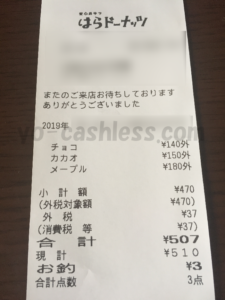 はらドーナッツ
またのご来店お待ちしております
ありがとうございました
2019年
yo-cashless.com
チョコ ¥140外
カカオ ¥150外
メープル ¥180外
小計額 ¥470
(外税対象額 ¥470)
外税 ¥37
(消費税等 ¥37)
合計 ¥507
現計 ¥510
お釣 ¥3
合計点数 3点